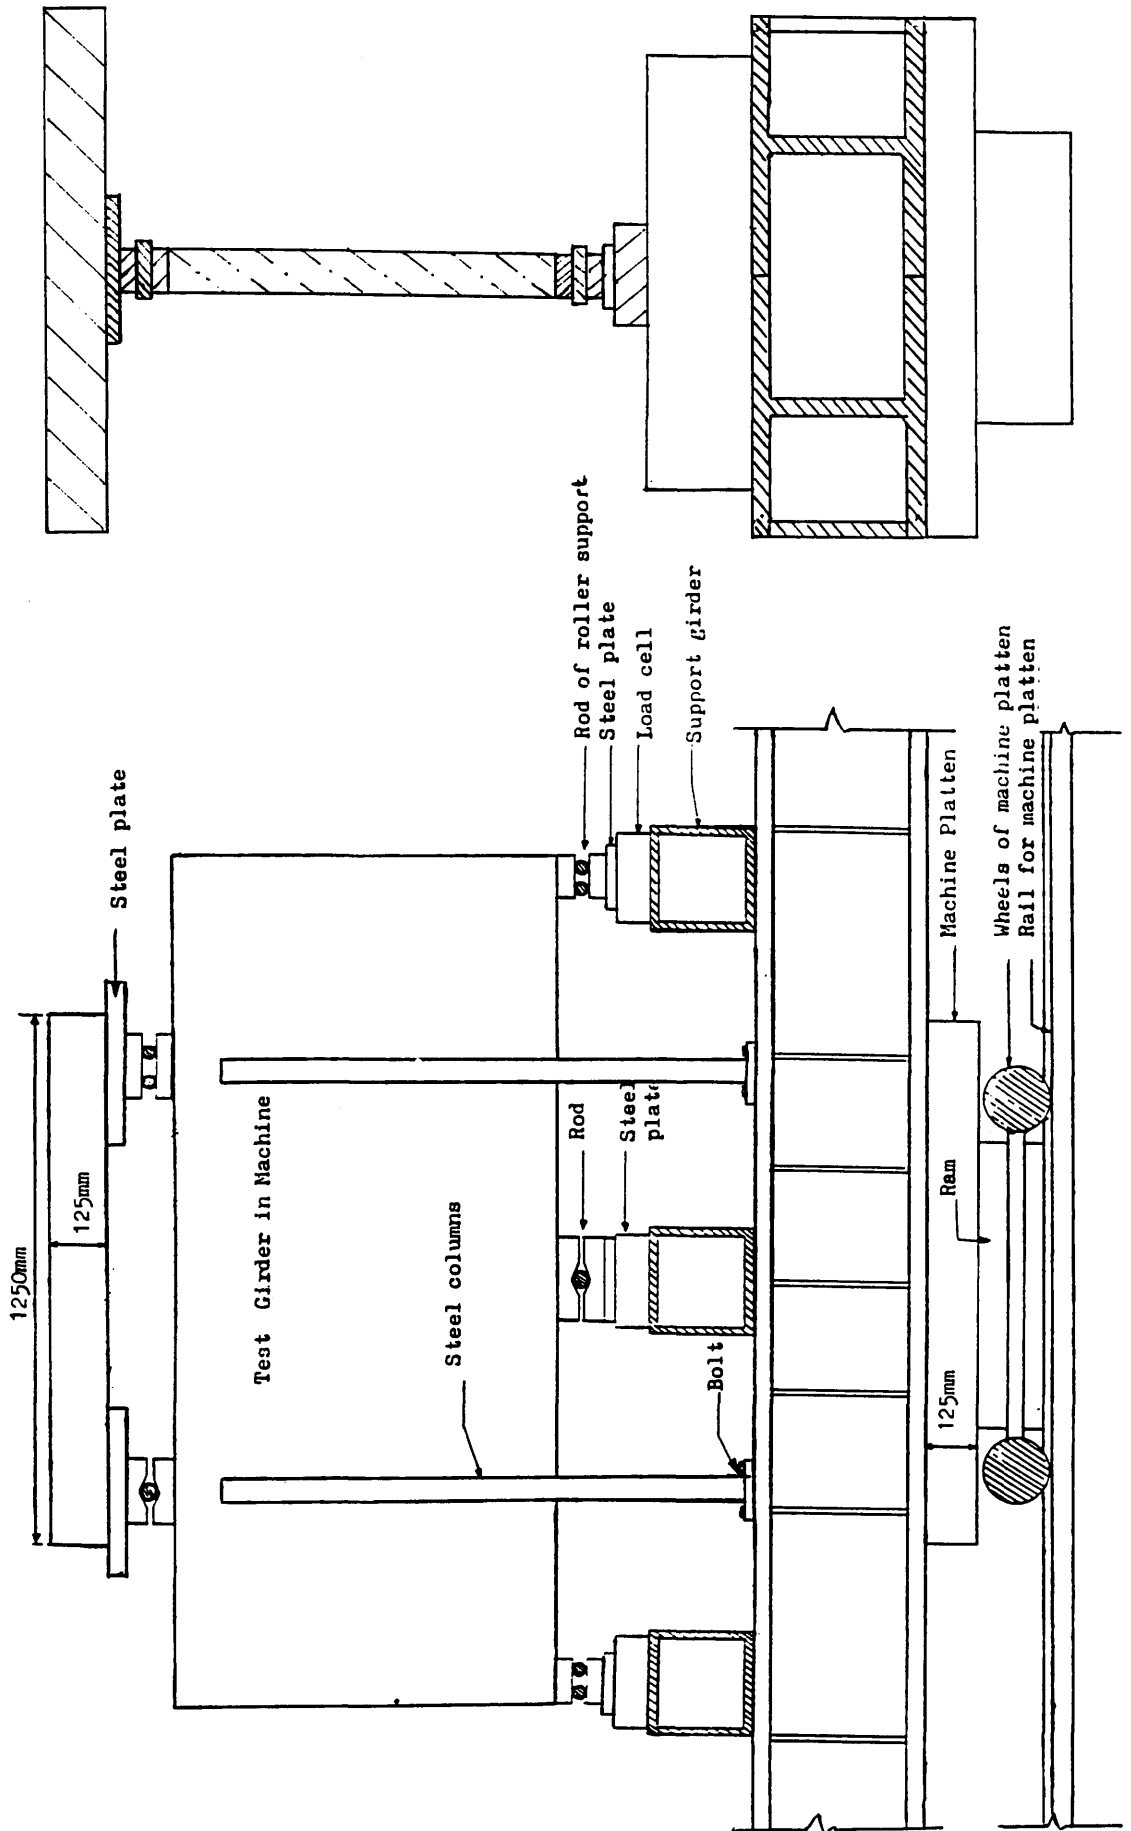 1250mm
125mm
Steel plate
Test Girder in Machine
Steel columns
Rod
Steel
plate
Bolt
Rod of roller support
Steel plate
Load cell
Support girder
Machine Platten
125mm
Ram
Wheels of machine platten
Rail for machine platten